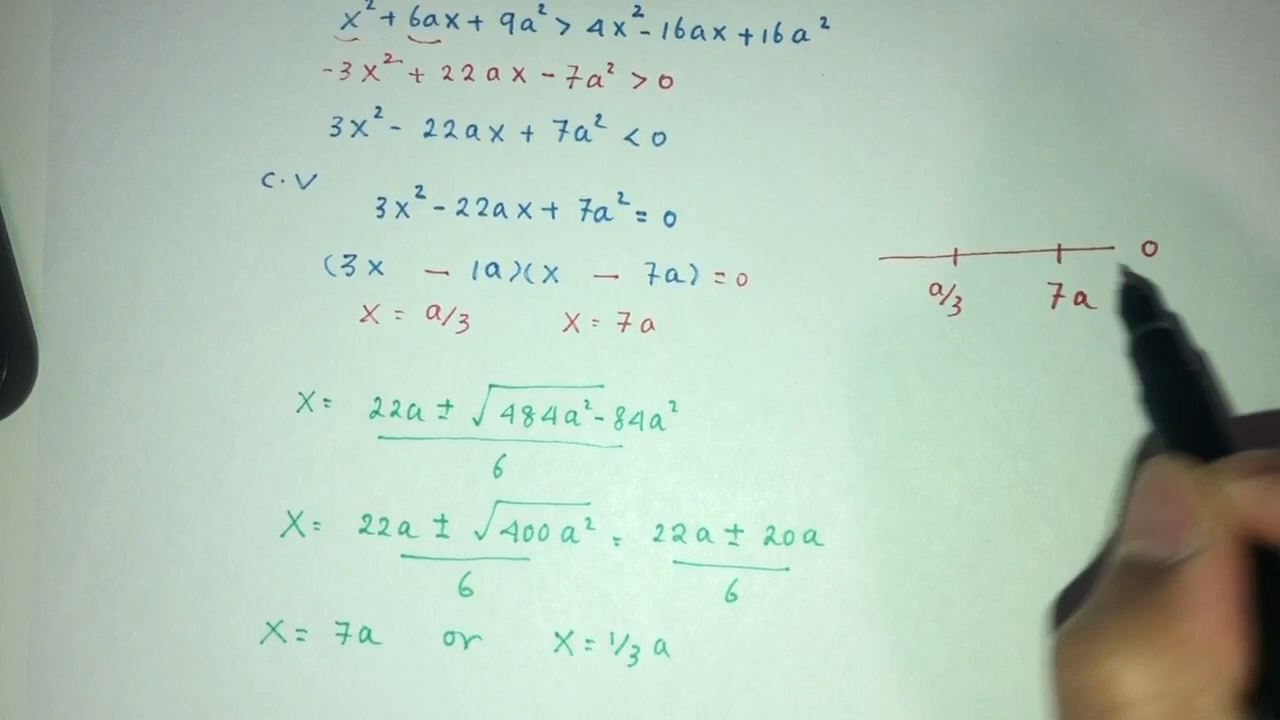 x² + 6ax + 9a² > 4x² - 16ax + 16a²
-3x² + 22ax - 7a² > 0
3x² - 22ax + 7a² < 0
C.V
3x² - 22ax + 7a² = 0
(3x - 1a)(x - 7a) = 0
x = a/3 x = 7a
x = 22a ± √484a² - 84a²
6
x = 22a ± √400a² = 22a ± 20a
6 6
x = 7a or x = 1/3 a
0
a/3 7a